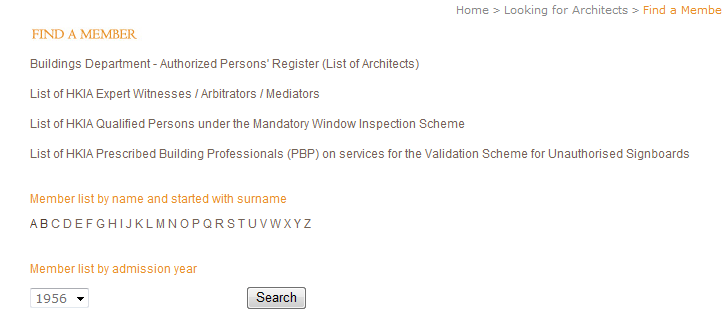 Home > Looking for Architects > Find a Membe
FIND A MEMBER
Buildings Department - Authorized Persons' Register (List of Architects)
List of HKIA Expert Witnesses / Arbitrators / Mediators
List of HKIA Qualified Persons under the Mandatory Window Inspection Scheme
List of HKIA Prescribed Building Professionals (PBP) on services for the Validation Scheme for Unauthorised Signboards
Member list by name and started with surname
A B C D E F G H I J K L M N O P Q R S T U V W X Y Z
Member list by admission year
1956 Search